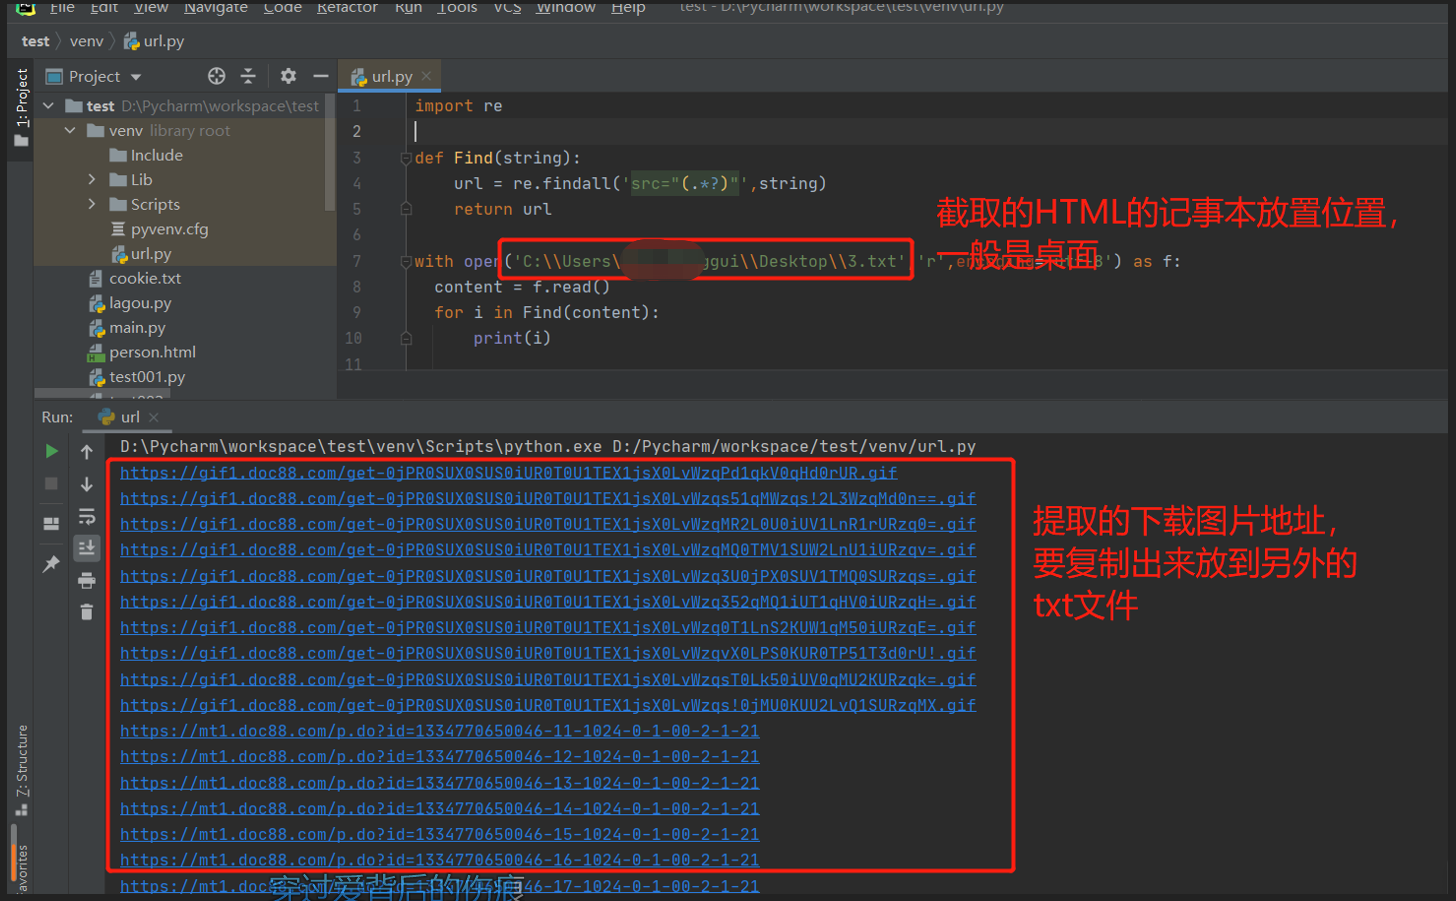 File Edit View Navigate Code Refactor Run Tools VCS Window Help test - D:\Pycharm\workspace\test\venv\url.py
test venv url.py
1: Project
Project
url.py
test D:\Pycharm\workspace\test
venv library root
Include
Lib
Scripts
pyvenv.cfg
url.py
cookie.txt
lagou.py
main.py
person.html
test001.py
1 import re
2
3 def Find(string):
4 url = re.findall('src="(.*?)"',string)
5 return url
6
7 with open('C:\\Users\ ggui\\Desktop\\3.txt' 'r', 8') as f:
8 content = f.read()
9 for i in Find(content):
10 print(i)
11
截取的HTML的记事本放置位置，
一般是桌面
Run: url
D:\Pycharm\workspace\test\venv\Scripts\python.exe D:/Pycharm/workspace/test/venv/url.py
https://gif1.doc88.com/get-0jPR0SUX0SUS0iUR0T0U1TEX1jsX0LvWzqPd1qkV0qHd0rUR.gif
https://gif1.doc88.com/get-0jPR0SUX0SUS0iUR0T0U1TEX1jsX0LvWzqs51qMWzqs!2L3WzqMd0n==.gif
https://gif1.doc88.com/get-0jPR0SUX0SUS0iUR0T0U1TEX1jsX0LvWzqMR2L0U0iUV1LnR1rURzq0=.gif
https://gif1.doc88.com/get-0jPR0SUX0SUS0iUR0T0U1TEX1jsX0LvWzqMQ0TMV1SUW2LnU1iURzqv=.gif
https://gif1.doc88.com/get-0jPR0SUX0SUS0iUR0T0U1TEX1jsX0LvWzq3U0jPX0SUV1TMQ0SURzqs=.gif
https://gif1.doc88.com/get-0jPR0SUX0SUS0iUR0T0U1TEX1jsX0LvWzq352qMQ1iUT1qHV0iURzqH=.gif
https://gif1.doc88.com/get-0jPR0SUX0SUS0iUR0T0U1TEX1jsX0LvWzq0T1LnS2KUW1qM50iURzqE=.gif
https://gif1.doc88.com/get-0jPR0SUX0SUS0iUR0T0U1TEX1jsX0LvWzqvX0LPS0KUR0TP51T3d0rU!.gif
https://gif1.doc88.com/get-0jPR0SUX0SUS0iUR0T0U1TEX1jsX0LvWzqsT0Lk50iUV0qMU2KURzqk=.gif
https://gif1.doc88.com/get-0jPR0SUX0SUS0iUR0T0U1TEX1jsX0LvWzqs!0jMU0KUU2LvQ1SURzqMX.gif
https://mt1.doc88.com/p.do?id=1334770650046-11-1024-0-1-00-2-1-21
https://mt1.doc88.com/p.do?id=1334770650046-12-1024-0-1-00-2-1-21
https://mt1.doc88.com/p.do?id=1334770650046-13-1024-0-1-00-2-1-21
https://mt1.doc88.com/p.do?id=1334770650046-14-1024-0-1-00-2-1-21
https://mt1.doc88.com/p.do?id=1334770650046-15-1024-0-1-00-2-1-21
https://mt1.doc88.com/p.do?id=1334770650046-16-1024-0-1-00-2-1-21
https://mt1.doc88.com/p.do?id=1334770650046-17-1024-0-1-00-2-1-21
提取的下载图片地址，
要复制出来放到另外的
txt文件
穿过爱背后的伤痕
Z: Structure
Favorites